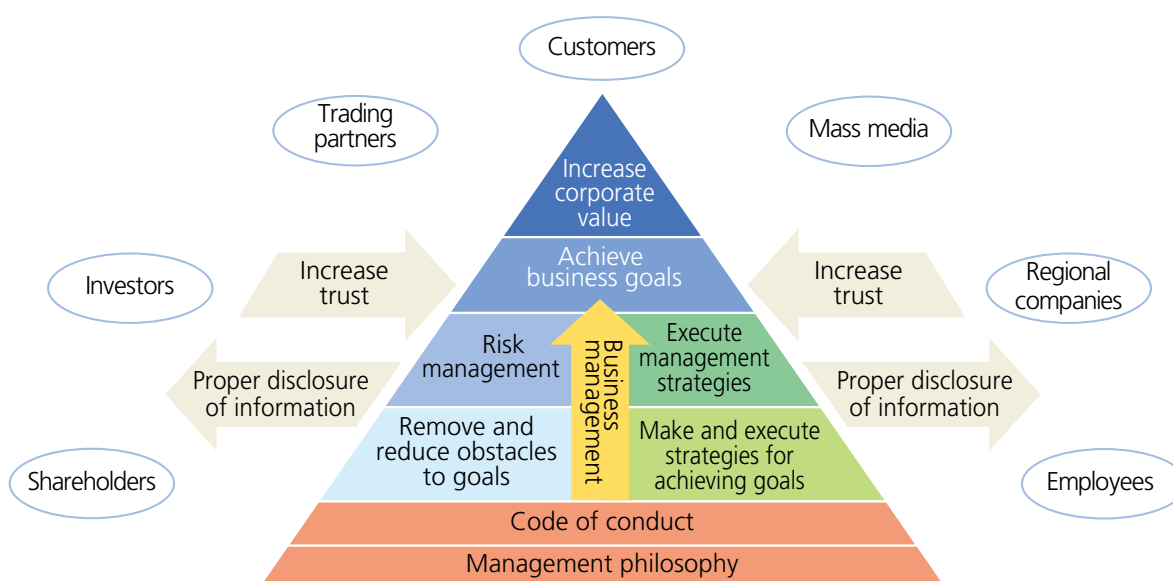 Customers
Trading
partners
Mass media
Increase
corporate
value
Achieve
business goals
Investors
Increase
trust
Increase
trust
Regional
companies
Risk
management
Business
management
Execute
management
strategies
Proper disclosure
of information
Proper disclosure
of information
Remove and
reduce obstacles
to goals
Make and execute
strategies for
achieving goals
Shareholders
Employees
Code of conduct
Management philosophy